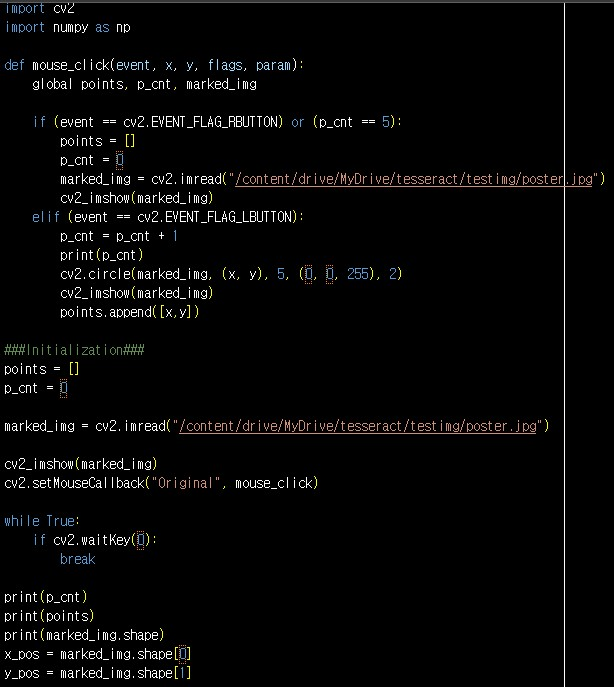 import cv2
import numpy as np
def mouse_click(event, x, y, flags, param):
    global points, p_cnt, marked_img
    if (event == cv2.EVENT_FLAG_RBUTTON) or (p_cnt == 5):
        points = []
        p_cnt = 0
        marked_img = cv2.imread("/content/drive/MyDrive/tesseract/testimg/poster.jpg")
        cv2_imshow(marked_img)
    elif (event == cv2.EVENT_FLAG_LBUTTON):
        p_cnt = p_cnt + 1
        print(p_cnt)
        cv2.circle(marked_img, (x, y), 5, (0, 0, 255), 2)
        cv2_imshow(marked_img)
        points.append([x,y])
###Initialization###
points = []
p_cnt = 0
marked_img = cv2.imread("/content/drive/MyDrive/tesseract/testimg/poster.jpg")
cv2_imshow(marked_img)
cv2.setMouseCallback("Original", mouse_click)
while True:
    if cv2.waitKey(0):
        break
print(p_cnt)
print(points)
print(marked_img.shape)
x_pos = marked_img.shape[0]
y_pos = marked_img.shape[1]